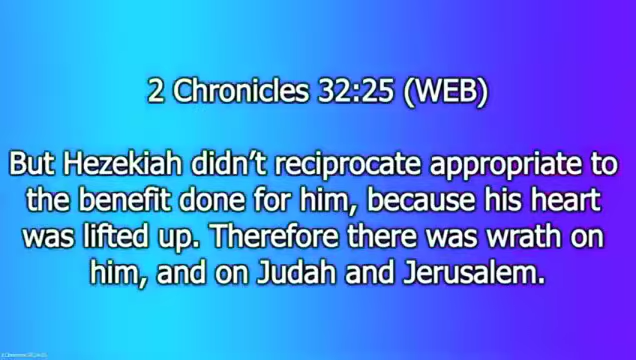 2 Chronicles 32:25 (WEB)
But Hezekiah didn't reciprocate appropriate to
the benefit done for him, because his heart
was lifted up. Therefore there was wrath on
him, and on Judah and Jerusalem.